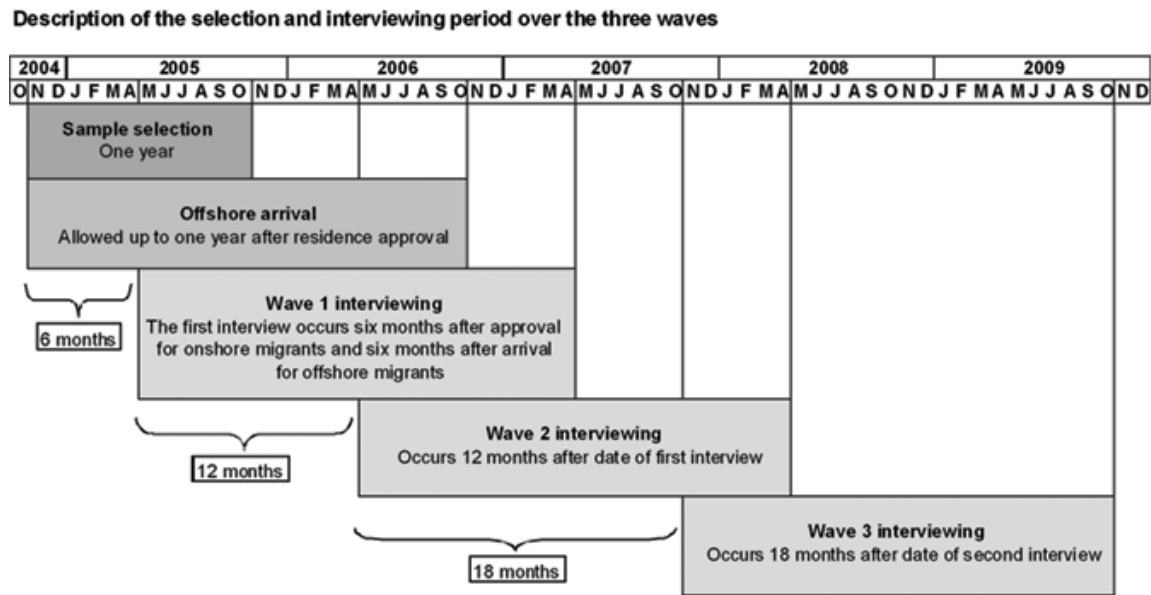 Description of the selection and interviewing period over the three waves
2004 2005 2006 2007 2008 2009
O N D J F M A M J J A S O N D J F M A M J J A S O N D J F M A M J J A S O N D J F M A M J J A S O N D J F M A M J J A S O N D
Sample selection
One year
Offshore arrival
Allowed up to one year after residence approval
Wave 1 interviewing
The first interview occurs six months after approval
for onshore migrants and six months after arrival
for offshore migrants
6 months
Wave 2 interviewing
Occurs 12 months after date of first interview
12 months
Wave 3 interviewing
Occurs 18 months after date of second interview
18 months